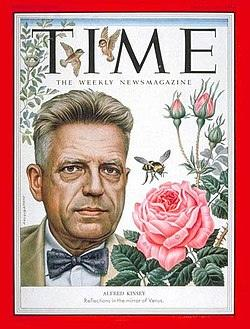 TIME
THE WEEKLY NEWSMAGAZINE
ALFRED KINSEY
Reflections in the mirror of Venus.